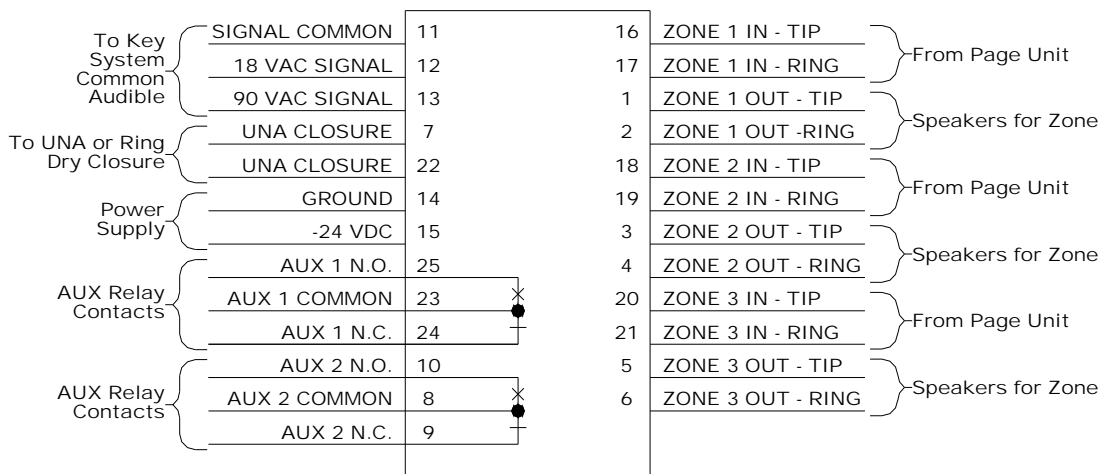 To Key
System
Common
Audible
SIGNAL COMMON 11
18 VAC SIGNAL 12
90 VAC SIGNAL 13
To UNA or Ring
Dry Closure
UNA CLOSURE 7
UNA CLOSURE 22
Power
Supply
GROUND 14
-24 VDC 15
AUX Relay
Contacts
AUX 1 N.O. 25
AUX 1 COMMON 23
AUX 1 N.C. 24
AUX Relay
Contacts
AUX 2 N.O. 10
AUX 2 COMMON 8
AUX 2 N.C. 9
16 ZONE 1 IN - TIP
17 ZONE 1 IN - RING
From Page Unit
1 ZONE 1 OUT - TIP
2 ZONE 1 OUT -RING
Speakers for Zone
18 ZONE 2 IN - TIP
19 ZONE 2 IN - RING
From Page Unit
3 ZONE 2 OUT - TIP
4 ZONE 2 OUT - RING
Speakers for Zone
20 ZONE 3 IN - TIP
21 ZONE 3 IN - RING
From Page Unit
5 ZONE 3 OUT - TIP
6 ZONE 3 OUT - RING
Speakers for Zone